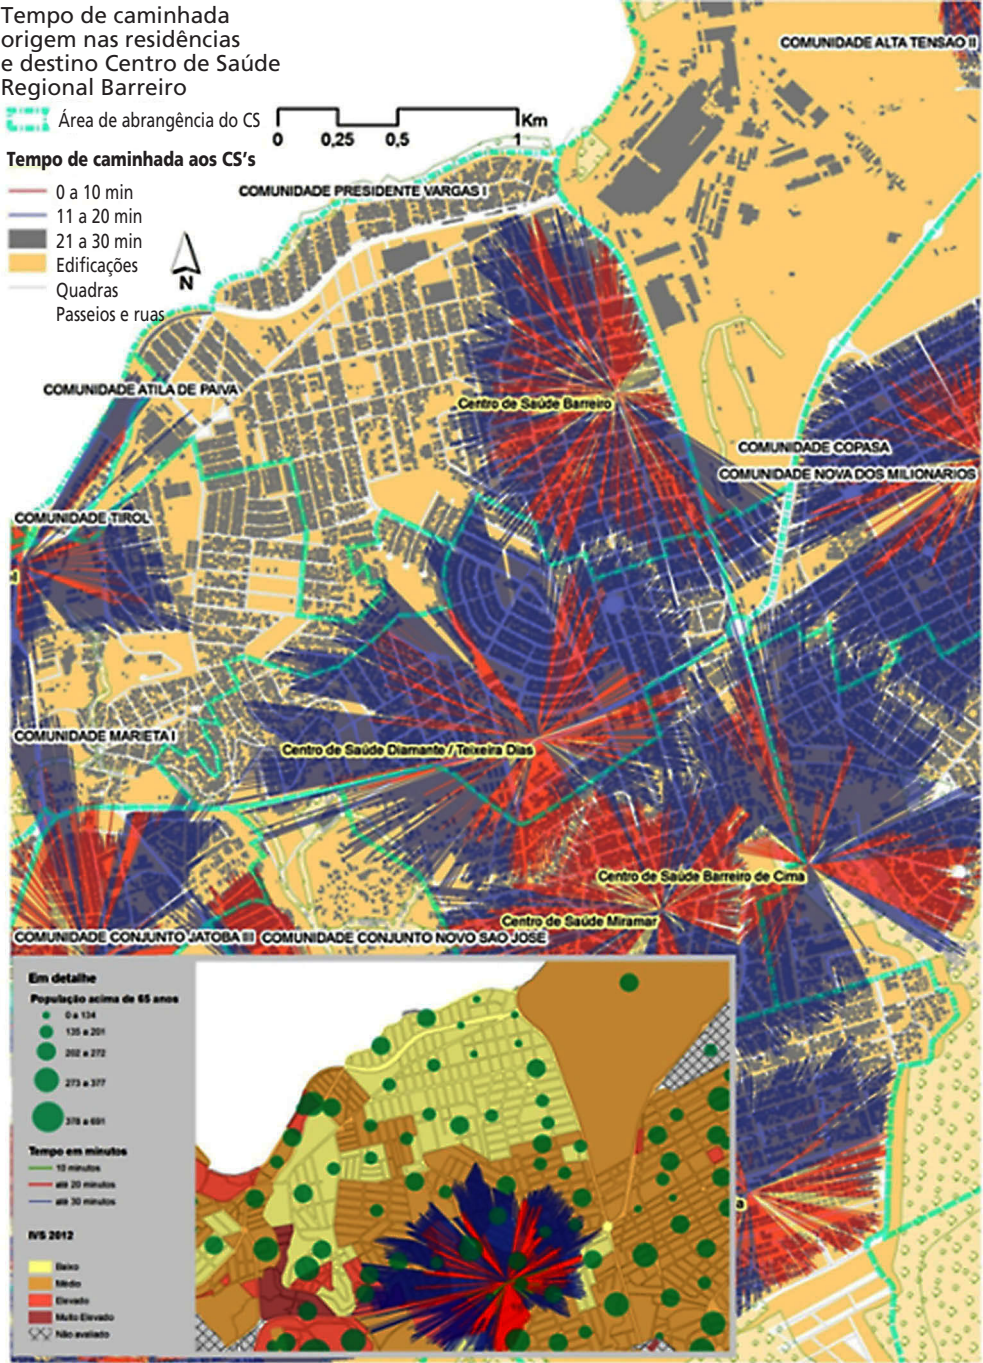 Tempo de caminhada
origem nas residências
e destino Centro de Saúde
Regional Barreiro
Área de abrangência do CS
0 0,25 0,5 1 Km
Tempo de caminhada aos CS's
0 a 10 min
11 a 20 min
21 a 30 min
Edificações
Quadras
Passeios e ruas
N
COMUNIDADE ALTA TENSAO II
COMUNIDADE PRESIDENTE VARGAS I
COMUNIDADE ATILA DE PAIVA
Centro de Saúde Barreiro
COMUNIDADE COPASA
COMUNIDADE NOVA DOS MILIONARIOS
COMUNIDADE TIROL
COMUNIDADE MARIETA I
Centro de Saúde Diamante / Teixeira Dias
Centro de Saúde Barreiro de Cima
Centro de Saúde Miramar
COMUNIDADE CONJUNTO JATOBA III
COMUNIDADE CONJUNTO NOVO SAO JOSE
Em detalhe
População acima de 65 anos
0 a 134
135 a 201
202 a 272
273 a 377
378 a 691
Tempo em minutos
10 minutos
até 20 minutos
até 30 minutos
IVS 2012
Baixo
Médio
Elevado
Muito Elevado
Não avaliado
a